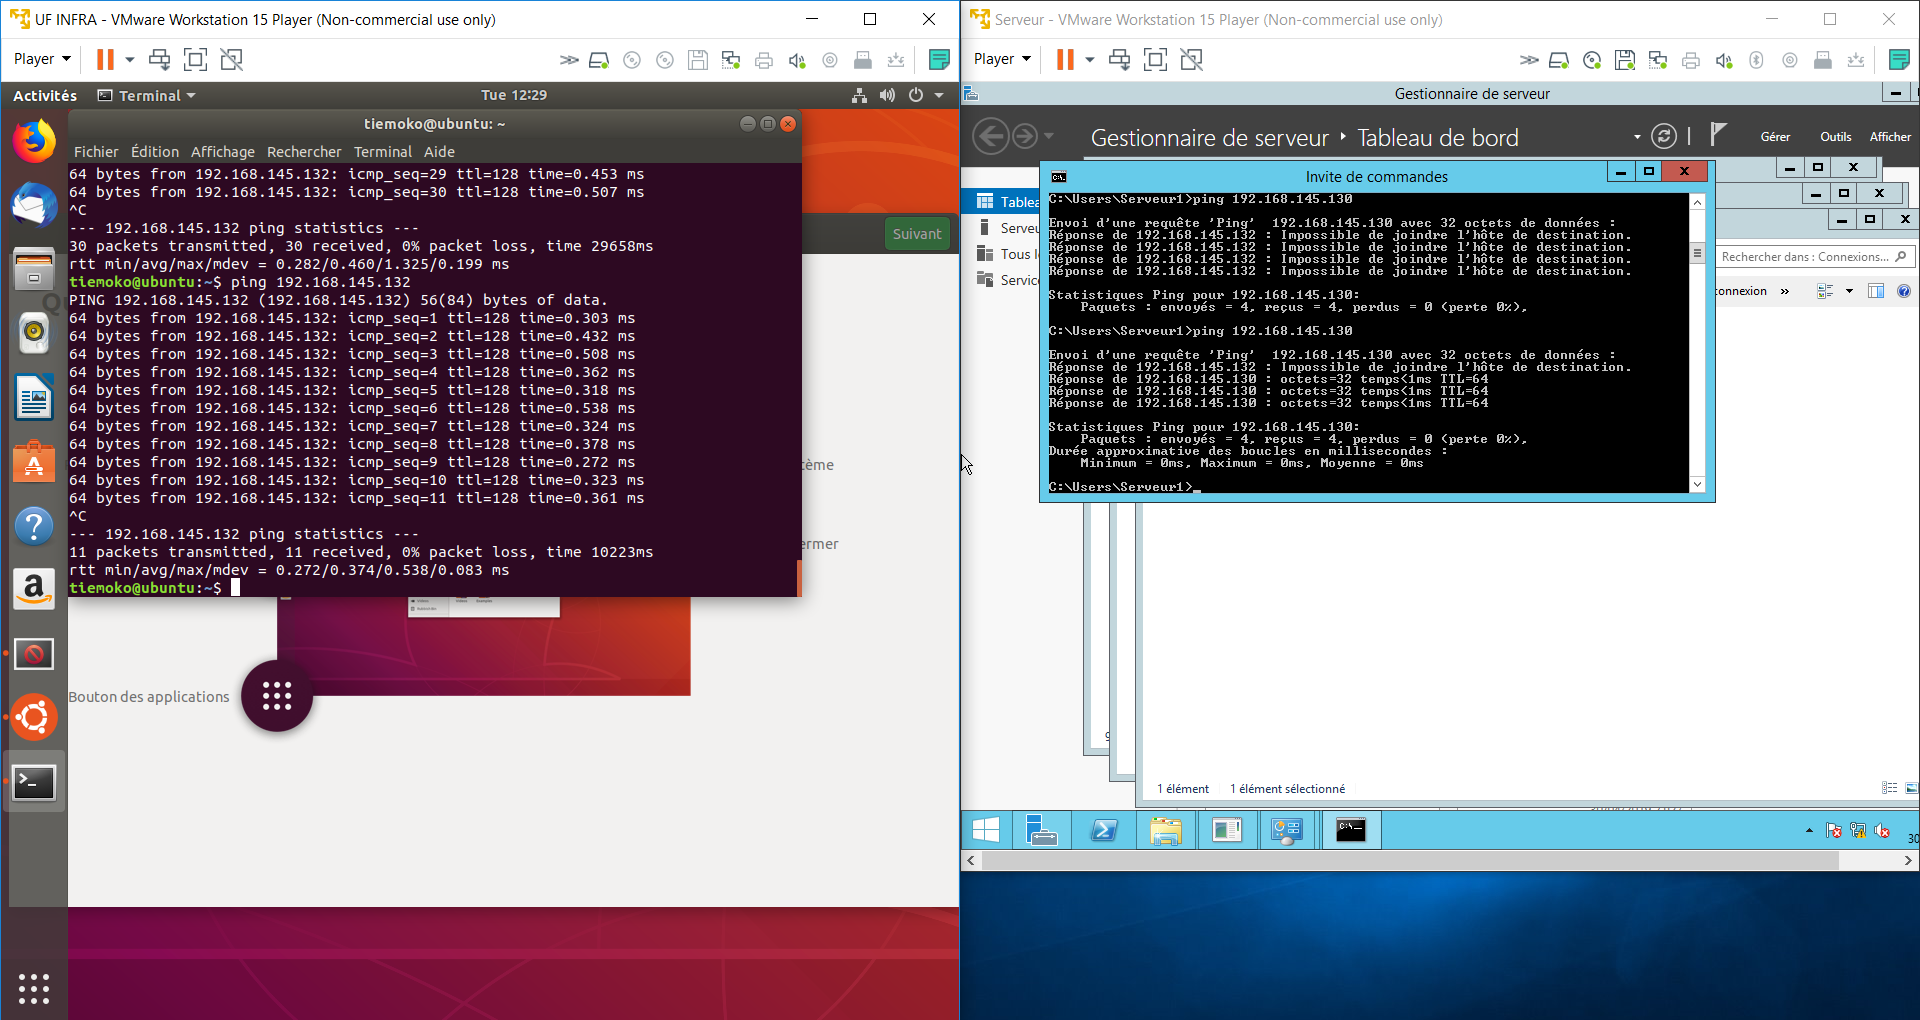 UF INFRA - VMware Workstation 15 Player (Non-commercial use only)
Player
Activités
Terminal
Tue 12:29
tiemoko@ubuntu: ~
Fichier Édition Affichage Rechercher Terminal Aide
64 bytes from 192.168.145.132: icmp_seq=29 ttl=128 time=0.453 ms
64 bytes from 192.168.145.132: icmp_seq=30 ttl=128 time=0.507 ms
^C
--- 192.168.145.132 ping statistics ---
30 packets transmitted, 30 received, 0% packet loss, time 29658ms
rtt min/avg/max/mdev = 0.282/0.460/1.325/0.199 ms
tiemoko@ubuntu:~$ ping 192.168.145.132
PING 192.168.145.132 (192.168.145.132) 56(84) bytes of data.
64 bytes from 192.168.145.132: icmp_seq=1 ttl=128 time=0.303 ms
64 bytes from 192.168.145.132: icmp_seq=2 ttl=128 time=0.432 ms
64 bytes from 192.168.145.132: icmp_seq=3 ttl=128 time=0.508 ms
64 bytes from 192.168.145.132: icmp_seq=4 ttl=128 time=0.362 ms
64 bytes from 192.168.145.132: icmp_seq=5 ttl=128 time=0.318 ms
64 bytes from 192.168.145.132: icmp_seq=6 ttl=128 time=0.538 ms
64 bytes from 192.168.145.132: icmp_seq=7 ttl=128 time=0.324 ms
64 bytes from 192.168.145.132: icmp_seq=8 ttl=128 time=0.378 ms
64 bytes from 192.168.145.132: icmp_seq=9 ttl=128 time=0.272 ms
64 bytes from 192.168.145.132: icmp_seq=10 ttl=128 time=0.323 ms
64 bytes from 192.168.145.132: icmp_seq=11 ttl=128 time=0.361 ms
^C
--- 192.168.145.132 ping statistics ---
11 packets transmitted, 11 received, 0% packet loss, time 10223ms
rtt min/avg/max/mdev = 0.272/0.374/0.538/0.083 ms
tiemoko@ubuntu:~$
Suivant
Qu
ème
ermer
Bouton des applications
Serveur - VMware Workstation 15 Player (Non-commercial use only)
Player
Gestionnaire de serveur
Gestionnaire de serveur ‣ Tableau de bord
Gérer Outils Afficher
Tablea
Serveu
Tous l
Service
Invite de commandes
C:\Users\Serveur1>ping 192.168.145.130
Envoi d'une requête 'Ping'  192.168.145.130 avec 32 octets de données :
Réponse de 192.168.145.132 : Impossible de joindre l'hôte de destination.
Réponse de 192.168.145.132 : Impossible de joindre l'hôte de destination.
Réponse de 192.168.145.132 : Impossible de joindre l'hôte de destination.
Réponse de 192.168.145.132 : Impossible de joindre l'hôte de destination.
Statistiques Ping pour 192.168.145.130:
Paquets : envoyés = 4, reçus = 4, perdus = 0 (perte 0%),
C:\Users\Serveur1>ping 192.168.145.130
Envoi d'une requête 'Ping'  192.168.145.130 avec 32 octets de données :
Réponse de 192.168.145.132 : Impossible de joindre l'hôte de destination.
Réponse de 192.168.145.130 : octets=32 temps<1ms TTL=64
Réponse de 192.168.145.130 : octets=32 temps<1ms TTL=64
Réponse de 192.168.145.130 : octets=32 temps<1ms TTL=64
Statistiques Ping pour 192.168.145.130:
Paquets : envoyés = 4, reçus = 4, perdus = 0 (perte 0%),
Durée approximative des boucles en millisecondes :
Minimum = 0ms, Maximum = 0ms, Moyenne = 0ms
C:\Users\Serveur1>_
Rechercher dans : Connexions...
onnexion »
1 élément
1 élément sélectionné
30